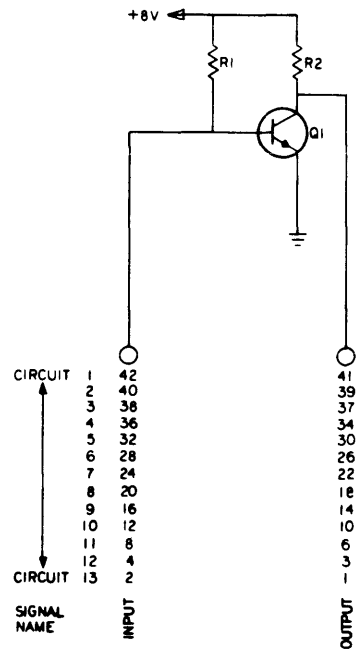 +8V
R1
R2
Q1
CIRCUIT 1 42 41
2 40 39
3 38 37
4 36 34
5 32 30
6 28 26
7 24 22
8 20 18
9 16 14
10 12 10
11 8 6
12 4 3
CIRCUIT 13 2 1
SIGNAL NAME
INPUT
OUTPUT